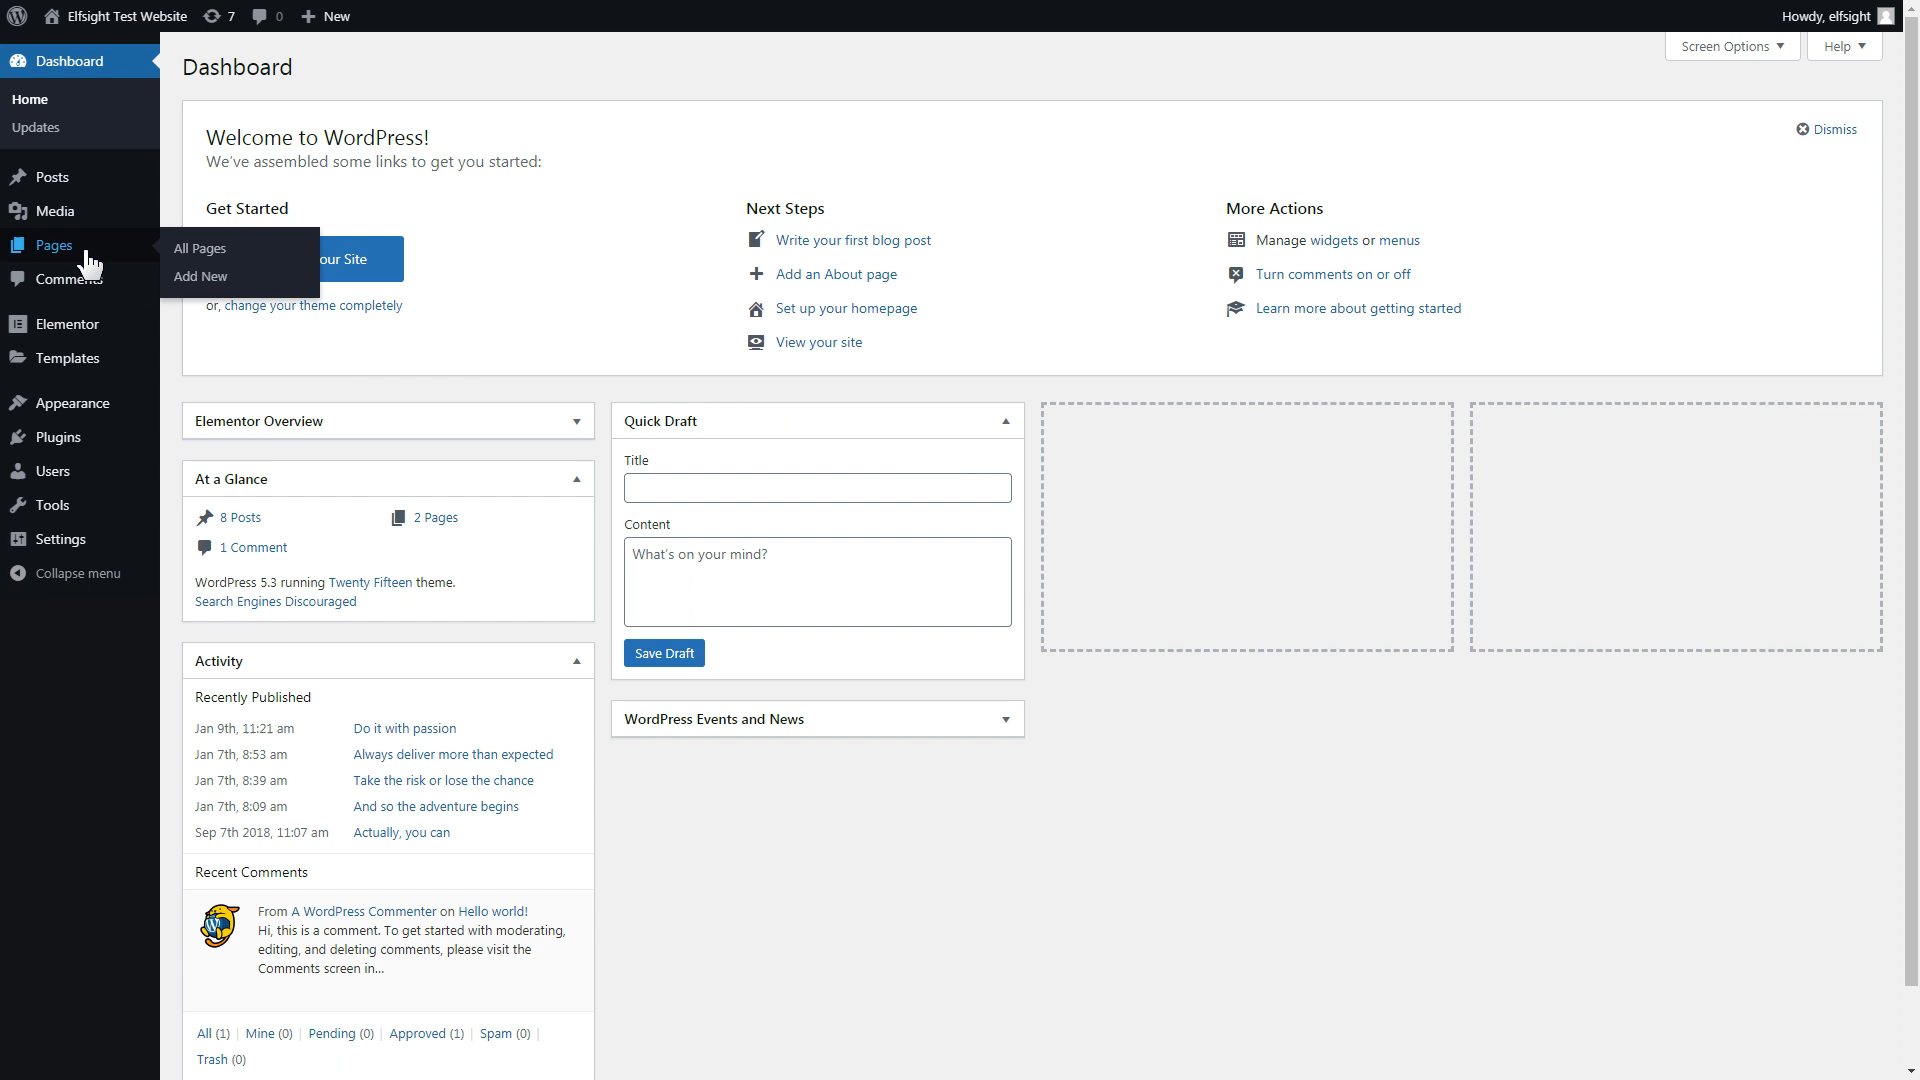 Elfsight Test Website 7 0 New Howdy, elfsight
Screen Options Help
Dashboard
Home
Updates
Posts
Media
Pages
All Pages
Add New
Comments
Elementor
Templates
Appearance
Plugins
Users
Tools
Settings
Collapse menu
Dashboard
Welcome to WordPress!
We've assembled some links to get you started:
Dismiss
Get Started
our Site
or, change your theme completely
Next Steps
Write your first blog post
Add an About page
Set up your homepage
View your site
More Actions
Manage widgets or menus
Turn comments on or off
Learn more about getting started
Elementor Overview
At a Glance
8 Posts 2 Pages
1 Comment
WordPress 5.3 running Twenty Fifteen theme.
Search Engines Discouraged
Activity
Recently Published
Jan 9th, 11:21 am Do it with passion
Jan 7th, 8:53 am Always deliver more than expected
Jan 7th, 8:39 am Take the risk or lose the chance
Jan 7th, 8:09 am And so the adventure begins
Sep 7th 2018, 11:07 am Actually, you can
Recent Comments
From A WordPress Commenter on Hello world!
Hi, this is a comment. To get started with moderating,
editing, and deleting comments, please visit the
Comments screen in...
All (1) | Mine (0) | Pending (0) | Approved (1) | Spam (0) |
Trash (0)
Quick Draft
Title
Content
What's on your mind?
Save Draft
WordPress Events and News